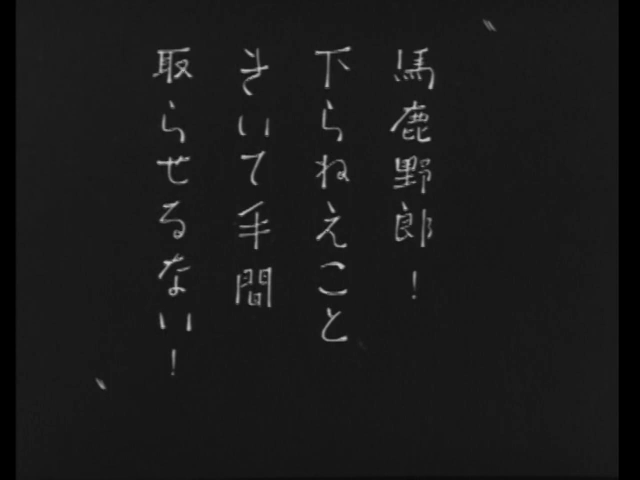 馬鹿野郎！
下らねえこと
きいて手間
取らせるない！